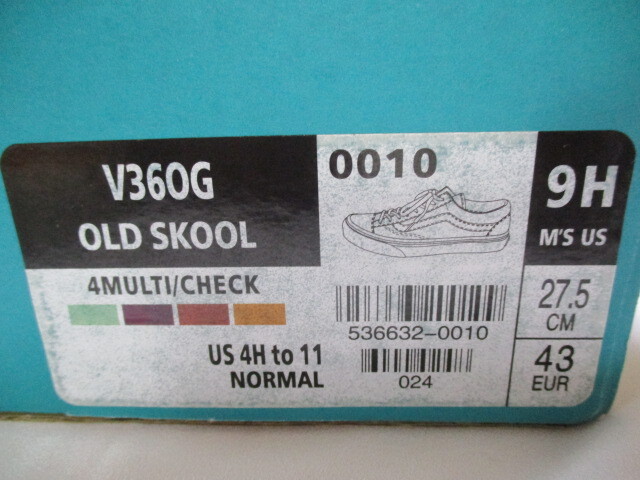 V36OG
OLD SKOOL
4MULTI/CHECK
US 4H to 11
NORMAL
0010
536632-0010
024
9H
M'S US
27.5
CM
43
EUR